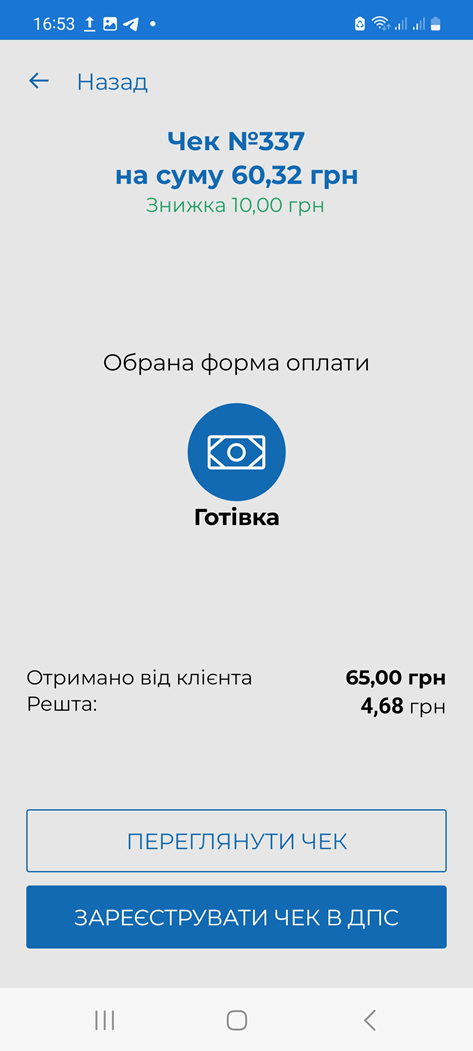 16:53
Назад
Чек №337
на суму 60,32 грн
Знижка 10,00 грн
Обрана форма оплати
Готівка
Отримано від клієнта 65,00 грн
Решта: 4,68 грн
ПЕРЕГЛЯНУТИ ЧЕК
ЗАРЕЄСТРУВАТИ ЧЕК В ДПС